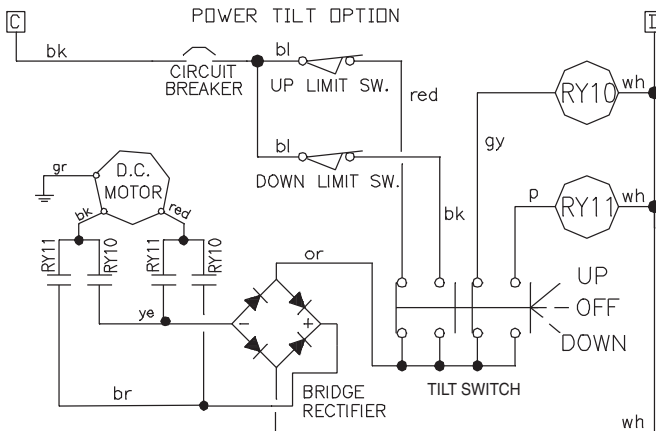 POWER TILT OPTION
C
D
bk
CIRCUIT
BREAKER
bl
UP LIMIT SW.
red
bl
DOWN LIMIT SW.
bk
gy
RY10
wh
p
RY11
wh
gr
D.C.
MOTOR
bk
red
RY11
RY10
RY11
RY10
or
ye
-
+
br
BRIDGE
RECTIFIER
TILT SWITCH
UP
OFF
DOWN
wh